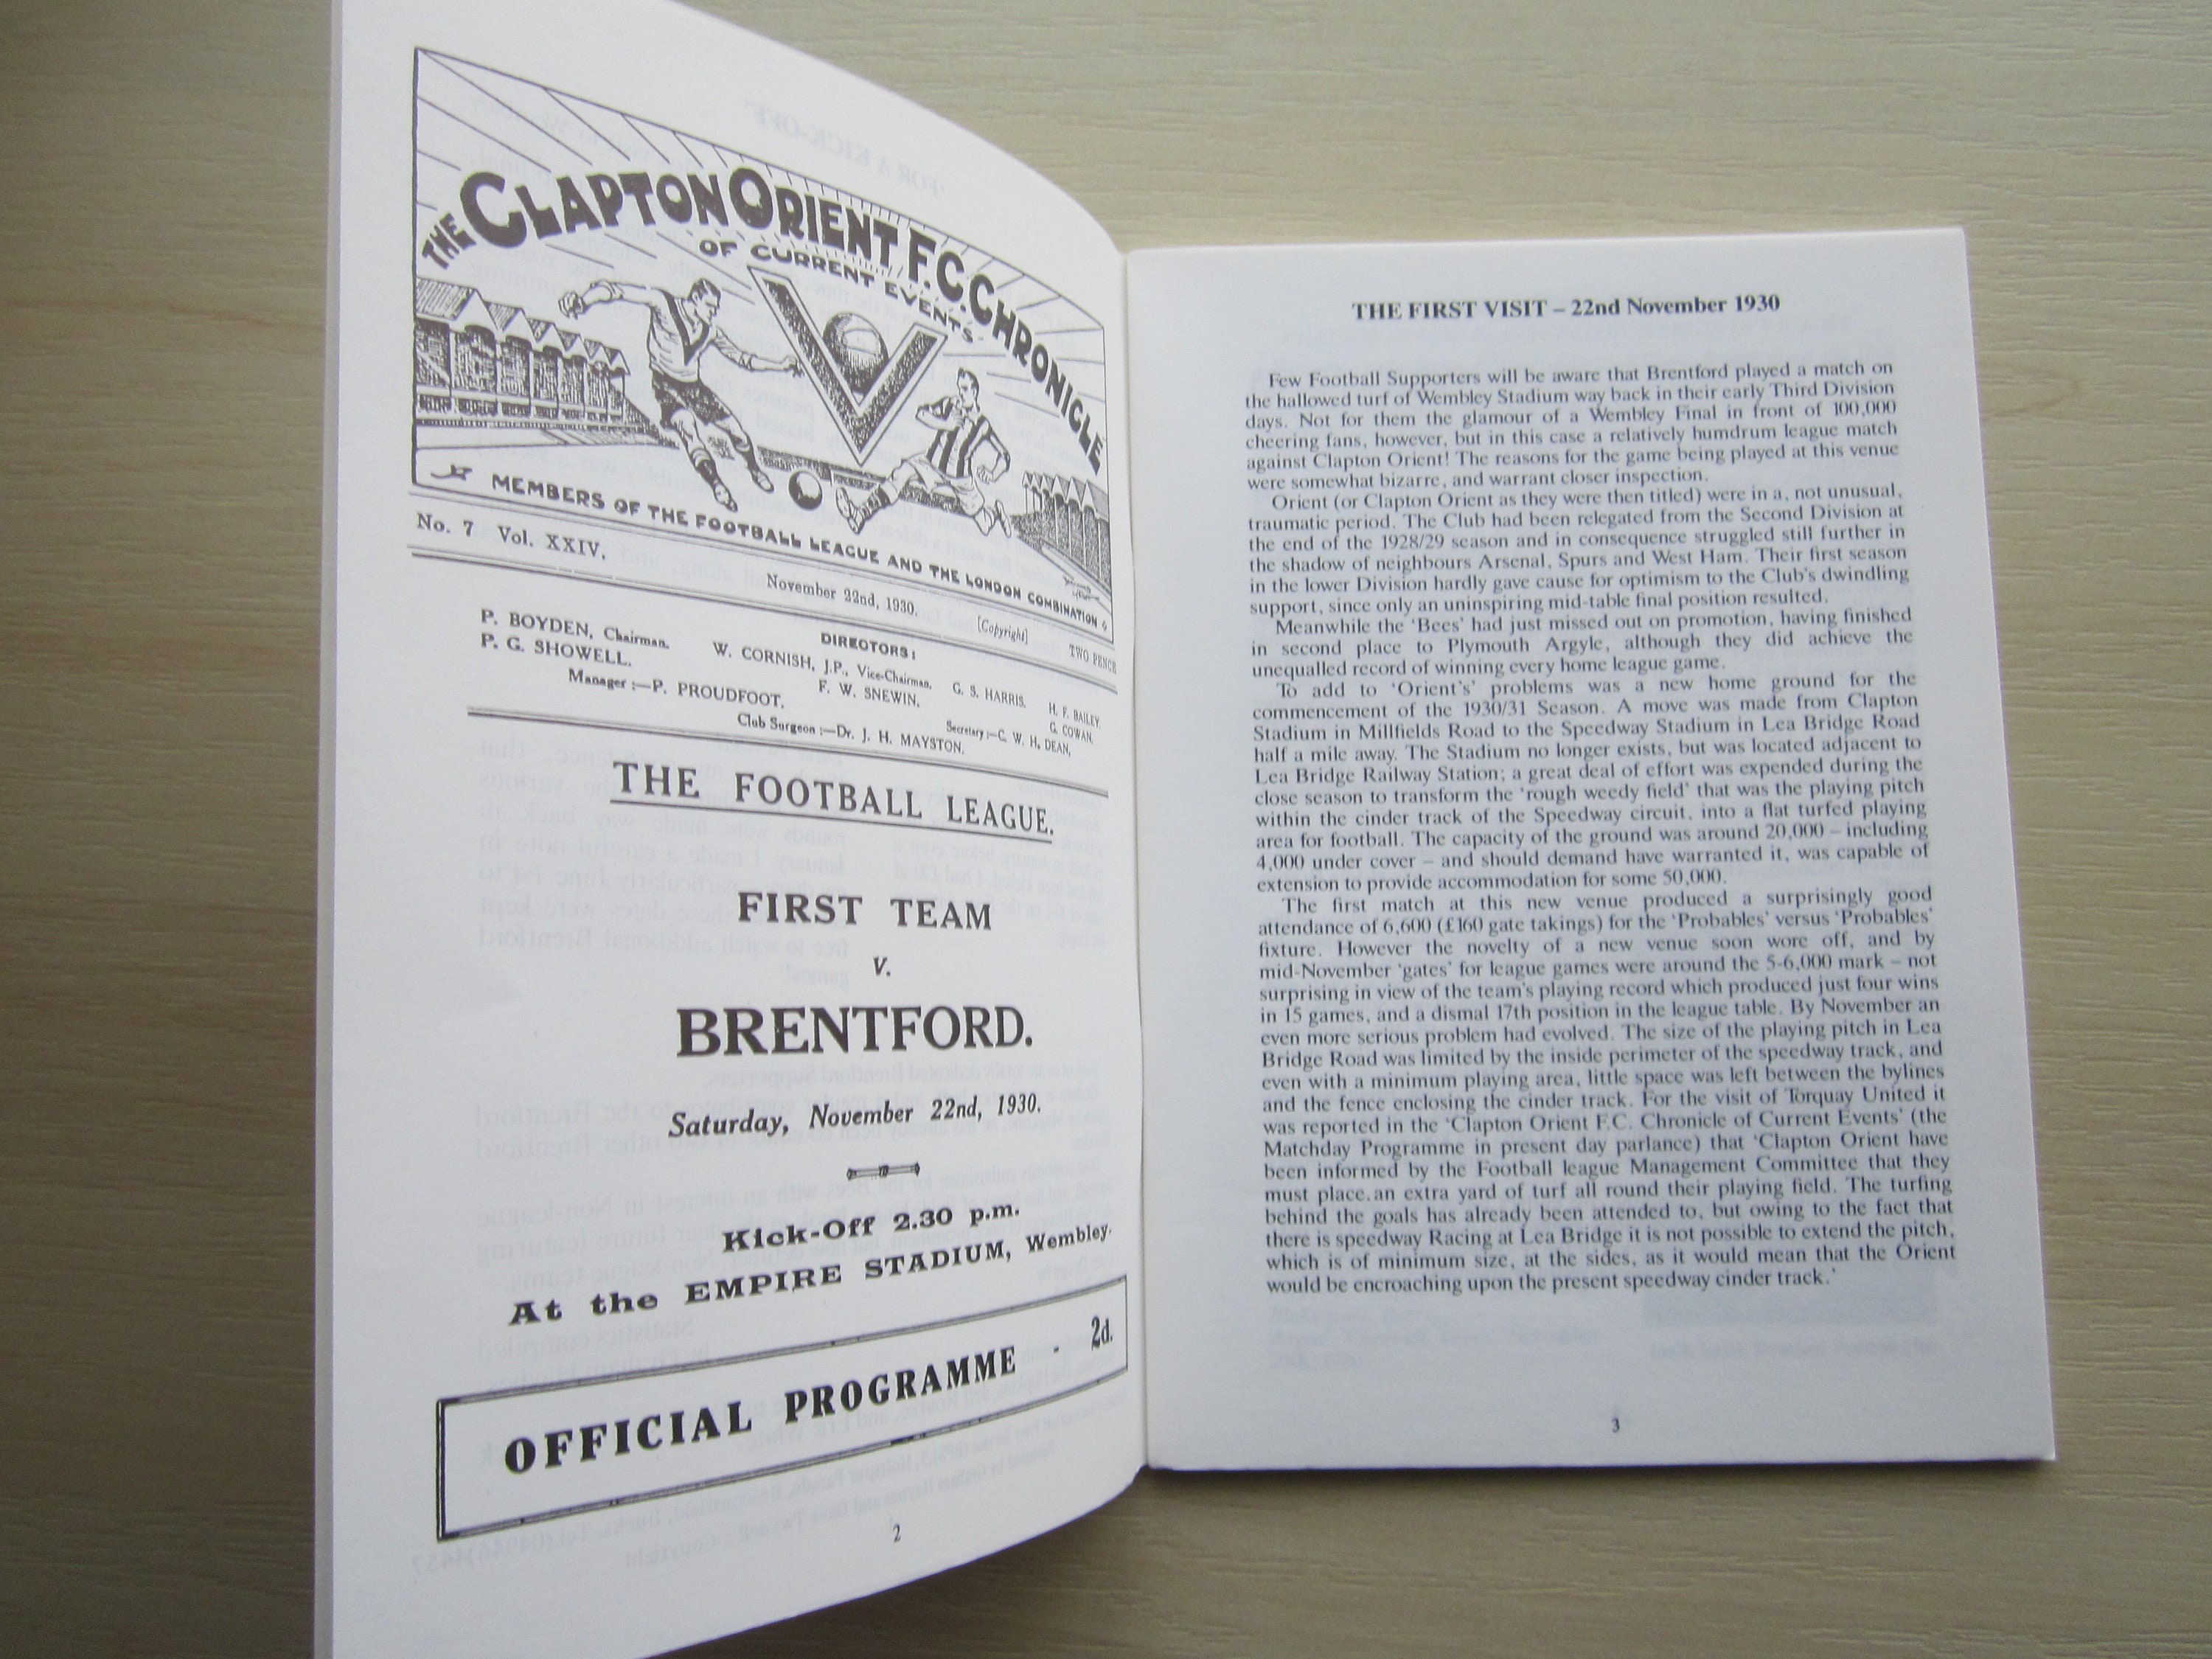 THE CLAPTON ORIENT F.C. CHRONICLE
OF CURRENT EVENTS
MEMBERS OF THE FOOTBALL LEAGUE AND THE LONDON COMBINATION
No. 7 Vol. XXIV.
November 22nd, 1930.
[Copyright]
TWO PENCE
DIRECTORS:
P. BOYDEN, Chairman. W. CORNISH, J.P., Vice-Chairman. G. S. HARRIS. H. F. BAILEY.
P. G. SHOWELL. F. W. SNEWIN. G. COWAN.
Manager:—P. PROUDFOOT. Secretary:—C. W. H. DEAN,
Club Surgeon:—Dr. J. H. MAYSTON.
THE FOOTBALL LEAGUE.
FIRST TEAM
V.
BRENTFORD.
Saturday, November 22nd, 1930.
Kick-Off 2.30 p.m.
At the EMPIRE STADIUM, Wembley.
OFFICIAL PROGRAMME - 2d.
2
THE FIRST VISIT – 22nd November 1930
Few Football Supporters will be aware that Brentford played a match on
the hallowed turf of Wembley Stadium way back in their early Third Division
days. Not for them the glamour of a Wembley Final in front of 100,000
cheering fans, however, but in this case a relatively humdrum league match
against Clapton Orient! The reasons for the game being played at this venue
were somewhat bizarre, and warrant closer inspection.
Orient (or Clapton Orient as they were then titled) were in a, not unusual,
traumatic period. The Club had been relegated from the Second Division at
the end of the 1928/29 season and in consequence struggled still further in
the shadow of neighbours Arsenal, Spurs and West Ham. Their first season
in the lower Division hardly gave cause for optimism to the Club's dwindling
support, since only an uninspiring mid-table final position resulted.
Meanwhile the 'Bees' had just missed out on promotion, having finished
in second place to Plymouth Argyle, although they did achieve the
unequalled record of winning every home league game.
To add to 'Orient's' problems was a new home ground for the
commencement of the 1930/31 Season. A move was made from Clapton
Stadium in Millfields Road to the Speedway Stadium in Lea Bridge Road
half a mile away. The Stadium no longer exists, but was located adjacent to
Lea Bridge Railway Station; a great deal of effort was expended during the
close season to transform the 'rough weedy field' that was the playing pitch
within the cinder track of the Speedway circuit, into a flat turfed playing
area for football. The capacity of the ground was around 20,000 – including
4,000 under cover – and should demand have warranted it, was capable of
extension to provide accommodation for some 50,000.
The first match at this new venue produced a surprisingly good
attendance of 6,600 (£160 gate takings) for the 'Probables' versus 'Probables'
fixture. However the novelty of a new venue soon wore off, and by
mid-November 'gates' for league games were around the 5-6,000 mark – not
surprising in view of the team's playing record which produced just four wins
in 15 games, and a dismal 17th position in the league table. By November an
even more serious problem had evolved. The size of the playing pitch in Lea
Bridge Road was limited by the inside perimeter of the speedway track, and
even with a minimum playing area, little space was left between the bylines
and the fence enclosing the cinder track. For the visit of Torquay United it
was reported in the 'Clapton Orient F.C. Chronicle of Current Events' (the
Matchday Programme in present day parlance) that 'Clapton Orient have
been informed by the Football league Management Committee that they
must place.an extra yard of turf all round their playing field. The turfing
behind the goals has already been attended to, but owing to the fact that
there is speedway Racing at Lea Bridge it is not possible to extend the pitch,
which is of minimum size, at the sides, as it would mean that the Orient
would be encroaching upon the present speedway cinder track.'
3